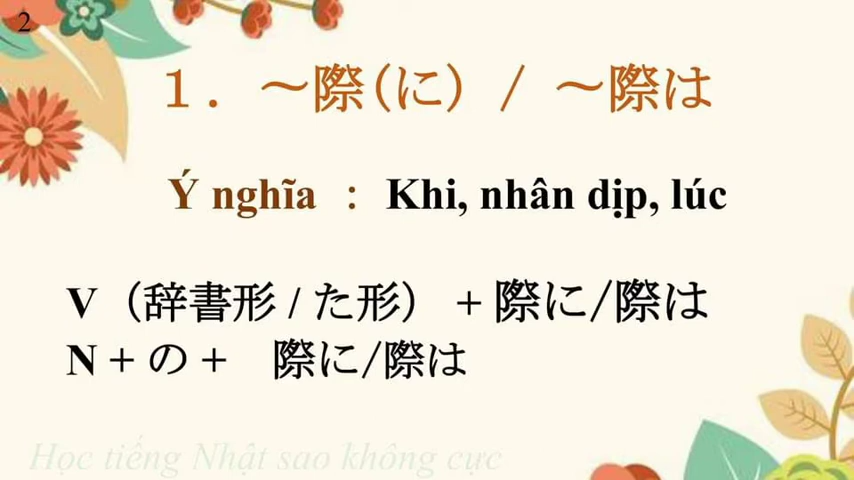 2
1．～際(に) / ～際は
Ý nghĩa : Khi, nhân dịp, lúc
V（辞書形 / た形） + 際に/際は
N + の + 際に/際は
Học tiếng Nhật sao không cực